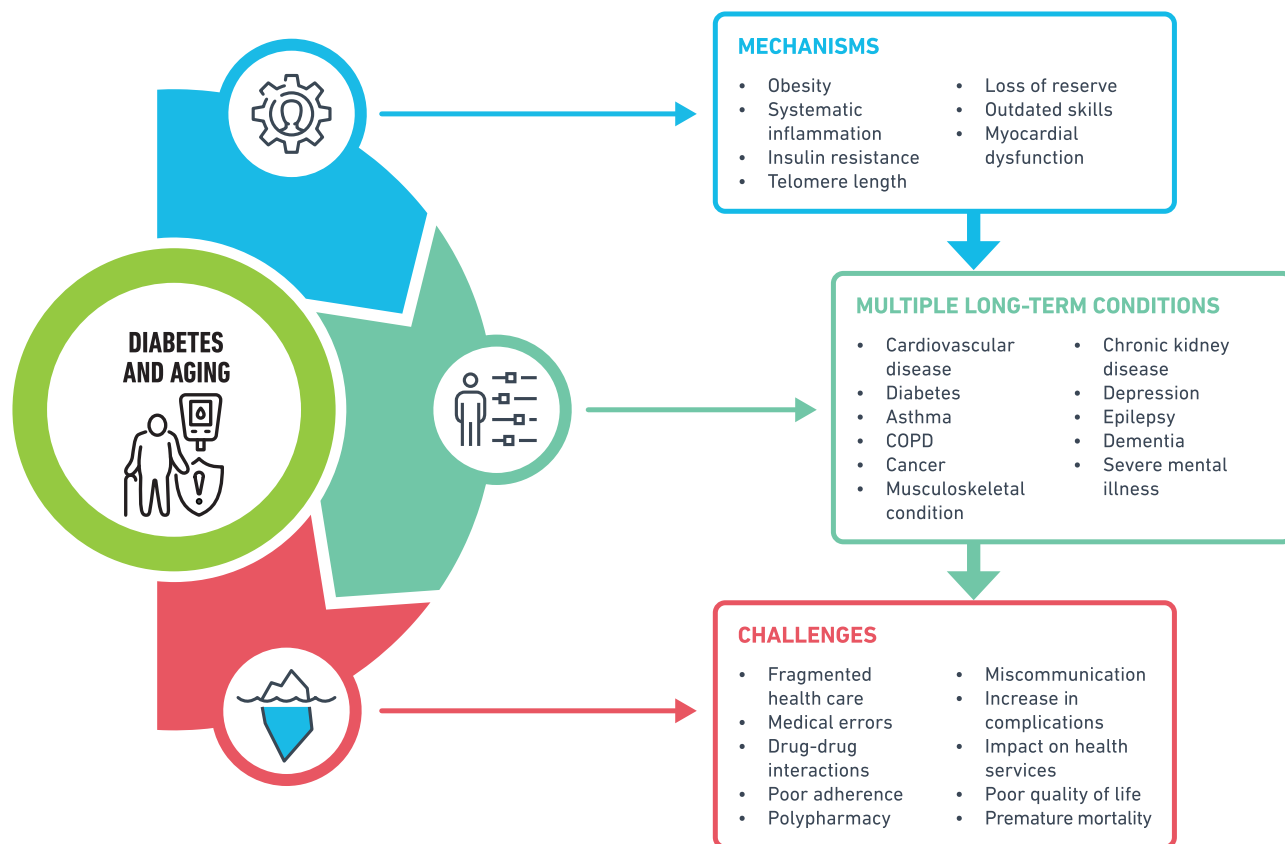 DIABETES
AND AGING
MECHANISMS
• Obesity
• Systematic
inflammation
• Insulin resistance
• Telomere length
• Loss of reserve
• Outdated skills
• Myocardial
dysfunction
MULTIPLE LONG-TERM CONDITIONS
• Cardiovascular
disease
• Diabetes
• Asthma
• COPD
• Cancer
• Musculoskeletal
condition
• Chronic kidney
disease
• Depression
• Epilepsy
• Dementia
• Severe mental
illness
CHALLENGES
• Fragmented
health care
• Medical errors
• Drug-drug
interactions
• Poor adherence
• Polypharmacy
• Miscommunication
• Increase in
complications
• Impact on health
services
• Poor quality of life
• Premature mortality